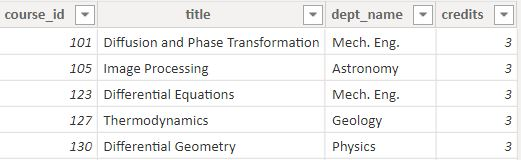 course_id title dept_name credits
101 Diffusion and Phase Transformation Mech. Eng. 3
105 Image Processing Astronomy 3
123 Differential Equations Mech. Eng. 3
127 Thermodynamics Geology 3
130 Differential Geometry Physics 3